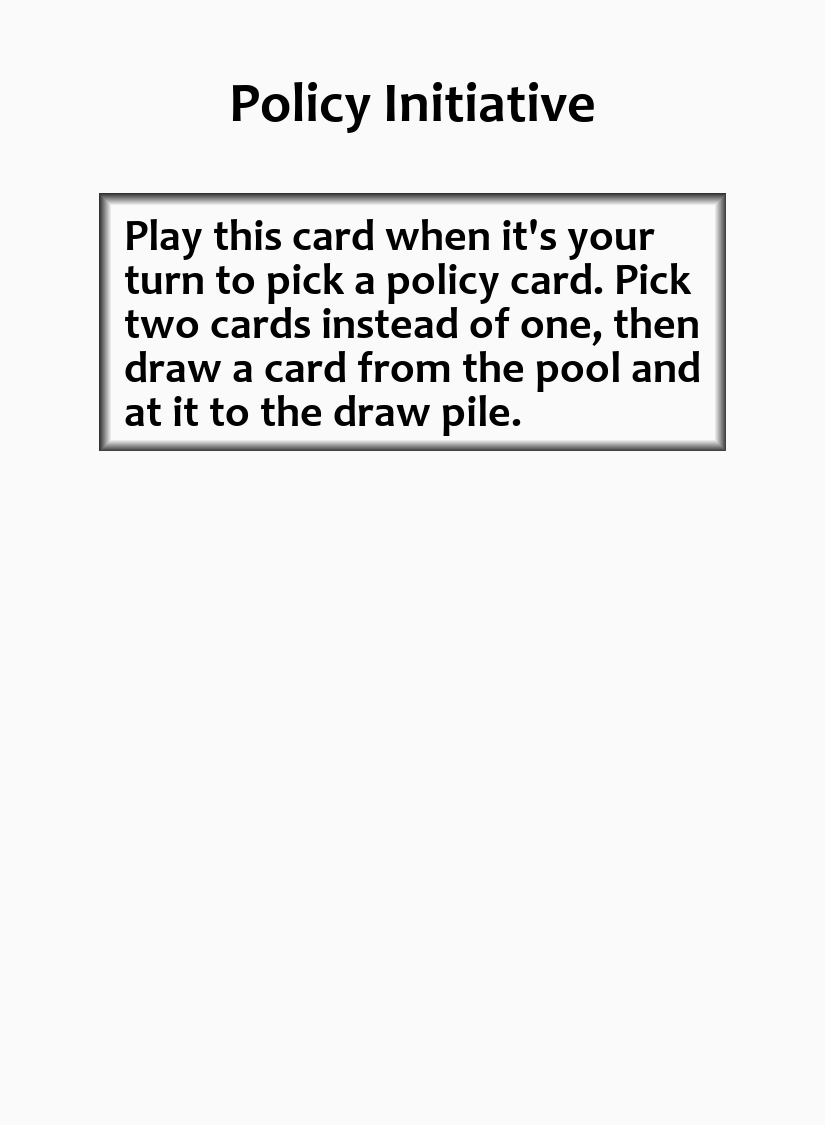 Policy Initiative
Play this card when it's your
turn to pick a policy card. Pick
two cards instead of one, then
draw a card from the pool and
at it to the draw pile.